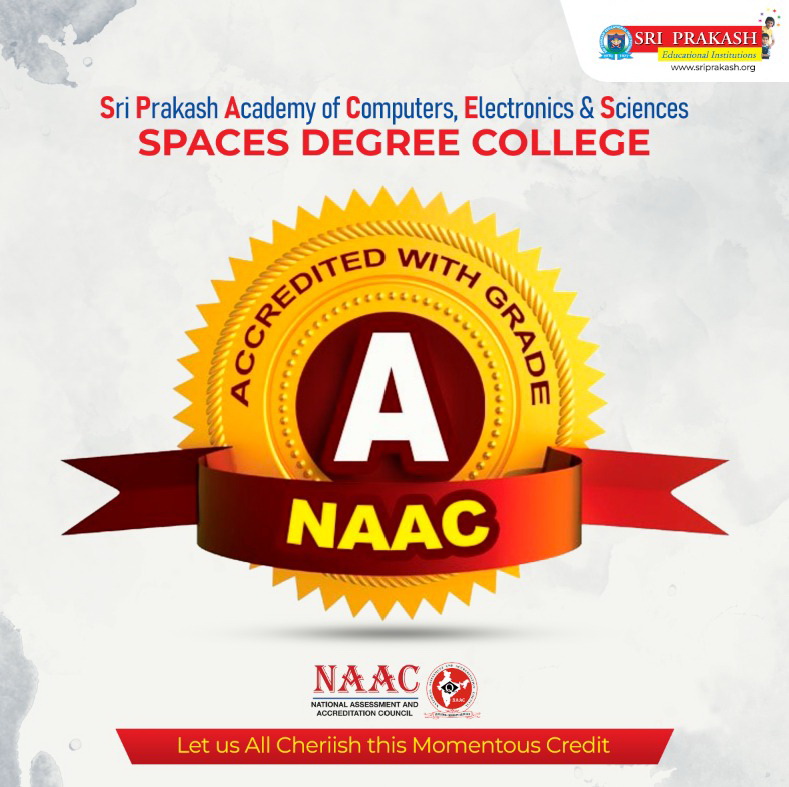 SRI PRAKASH
Educational Institutions
www.sriprakash.org
Sri Prakash Academy of Computers, Electronics & Sciences
SPACES DEGREE COLLEGE
ACCREDITED WITH GRADE
A
NAAC
NAAC
NATIONAL ASSESSMENT AND
ACCREDITATION COUNCIL
NAAC
Let us All Cheriish this Momentous Credit